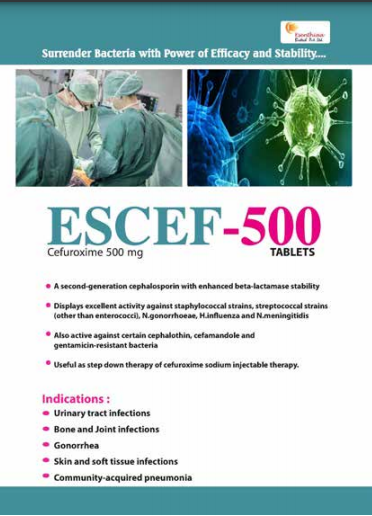 Surrender Bacteria with Power of Efficacy and Stability....
ESCEF-500
Cefuroxime 500 mg
TABLETS
A second-generation cephalosporin with enhanced beta-lactamase stability
Displays excellent activity against staphylococcal strains, streptococcal strains
(other than enterococci), N.gonorrhoeae, H.influenza and N.meningitidis
Also active against certain cephalothin, cefamandole and
gentamicin-resistant bacteria
Useful as step down therapy of cefuroxime sodium injectable therapy.
Indications :
Urinary tract infections
Bone and Joint infections
Gonorrhea
Skin and soft tissue infections
Community-acquired pneumonia